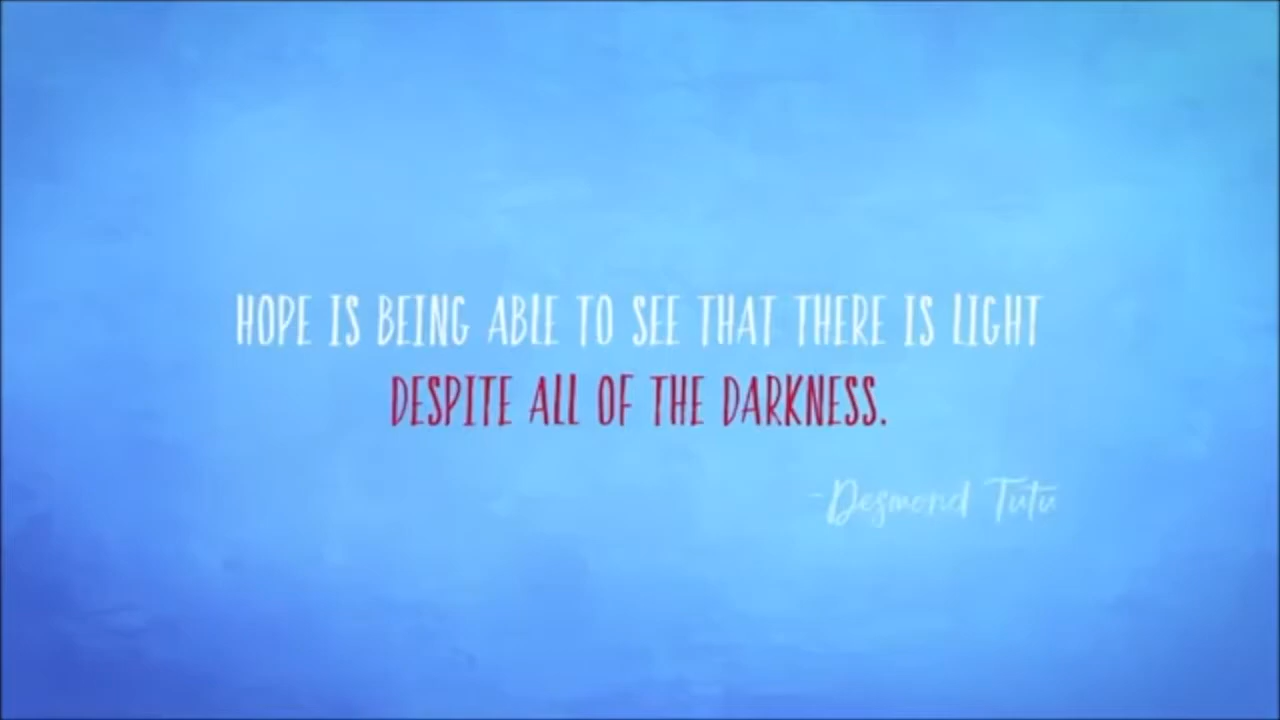 HOPE IS BEING ABLE TO SEE THAT THERE IS LIGHT
DESPITE ALL OF THE DARKNESS.
-Desmond Tutu